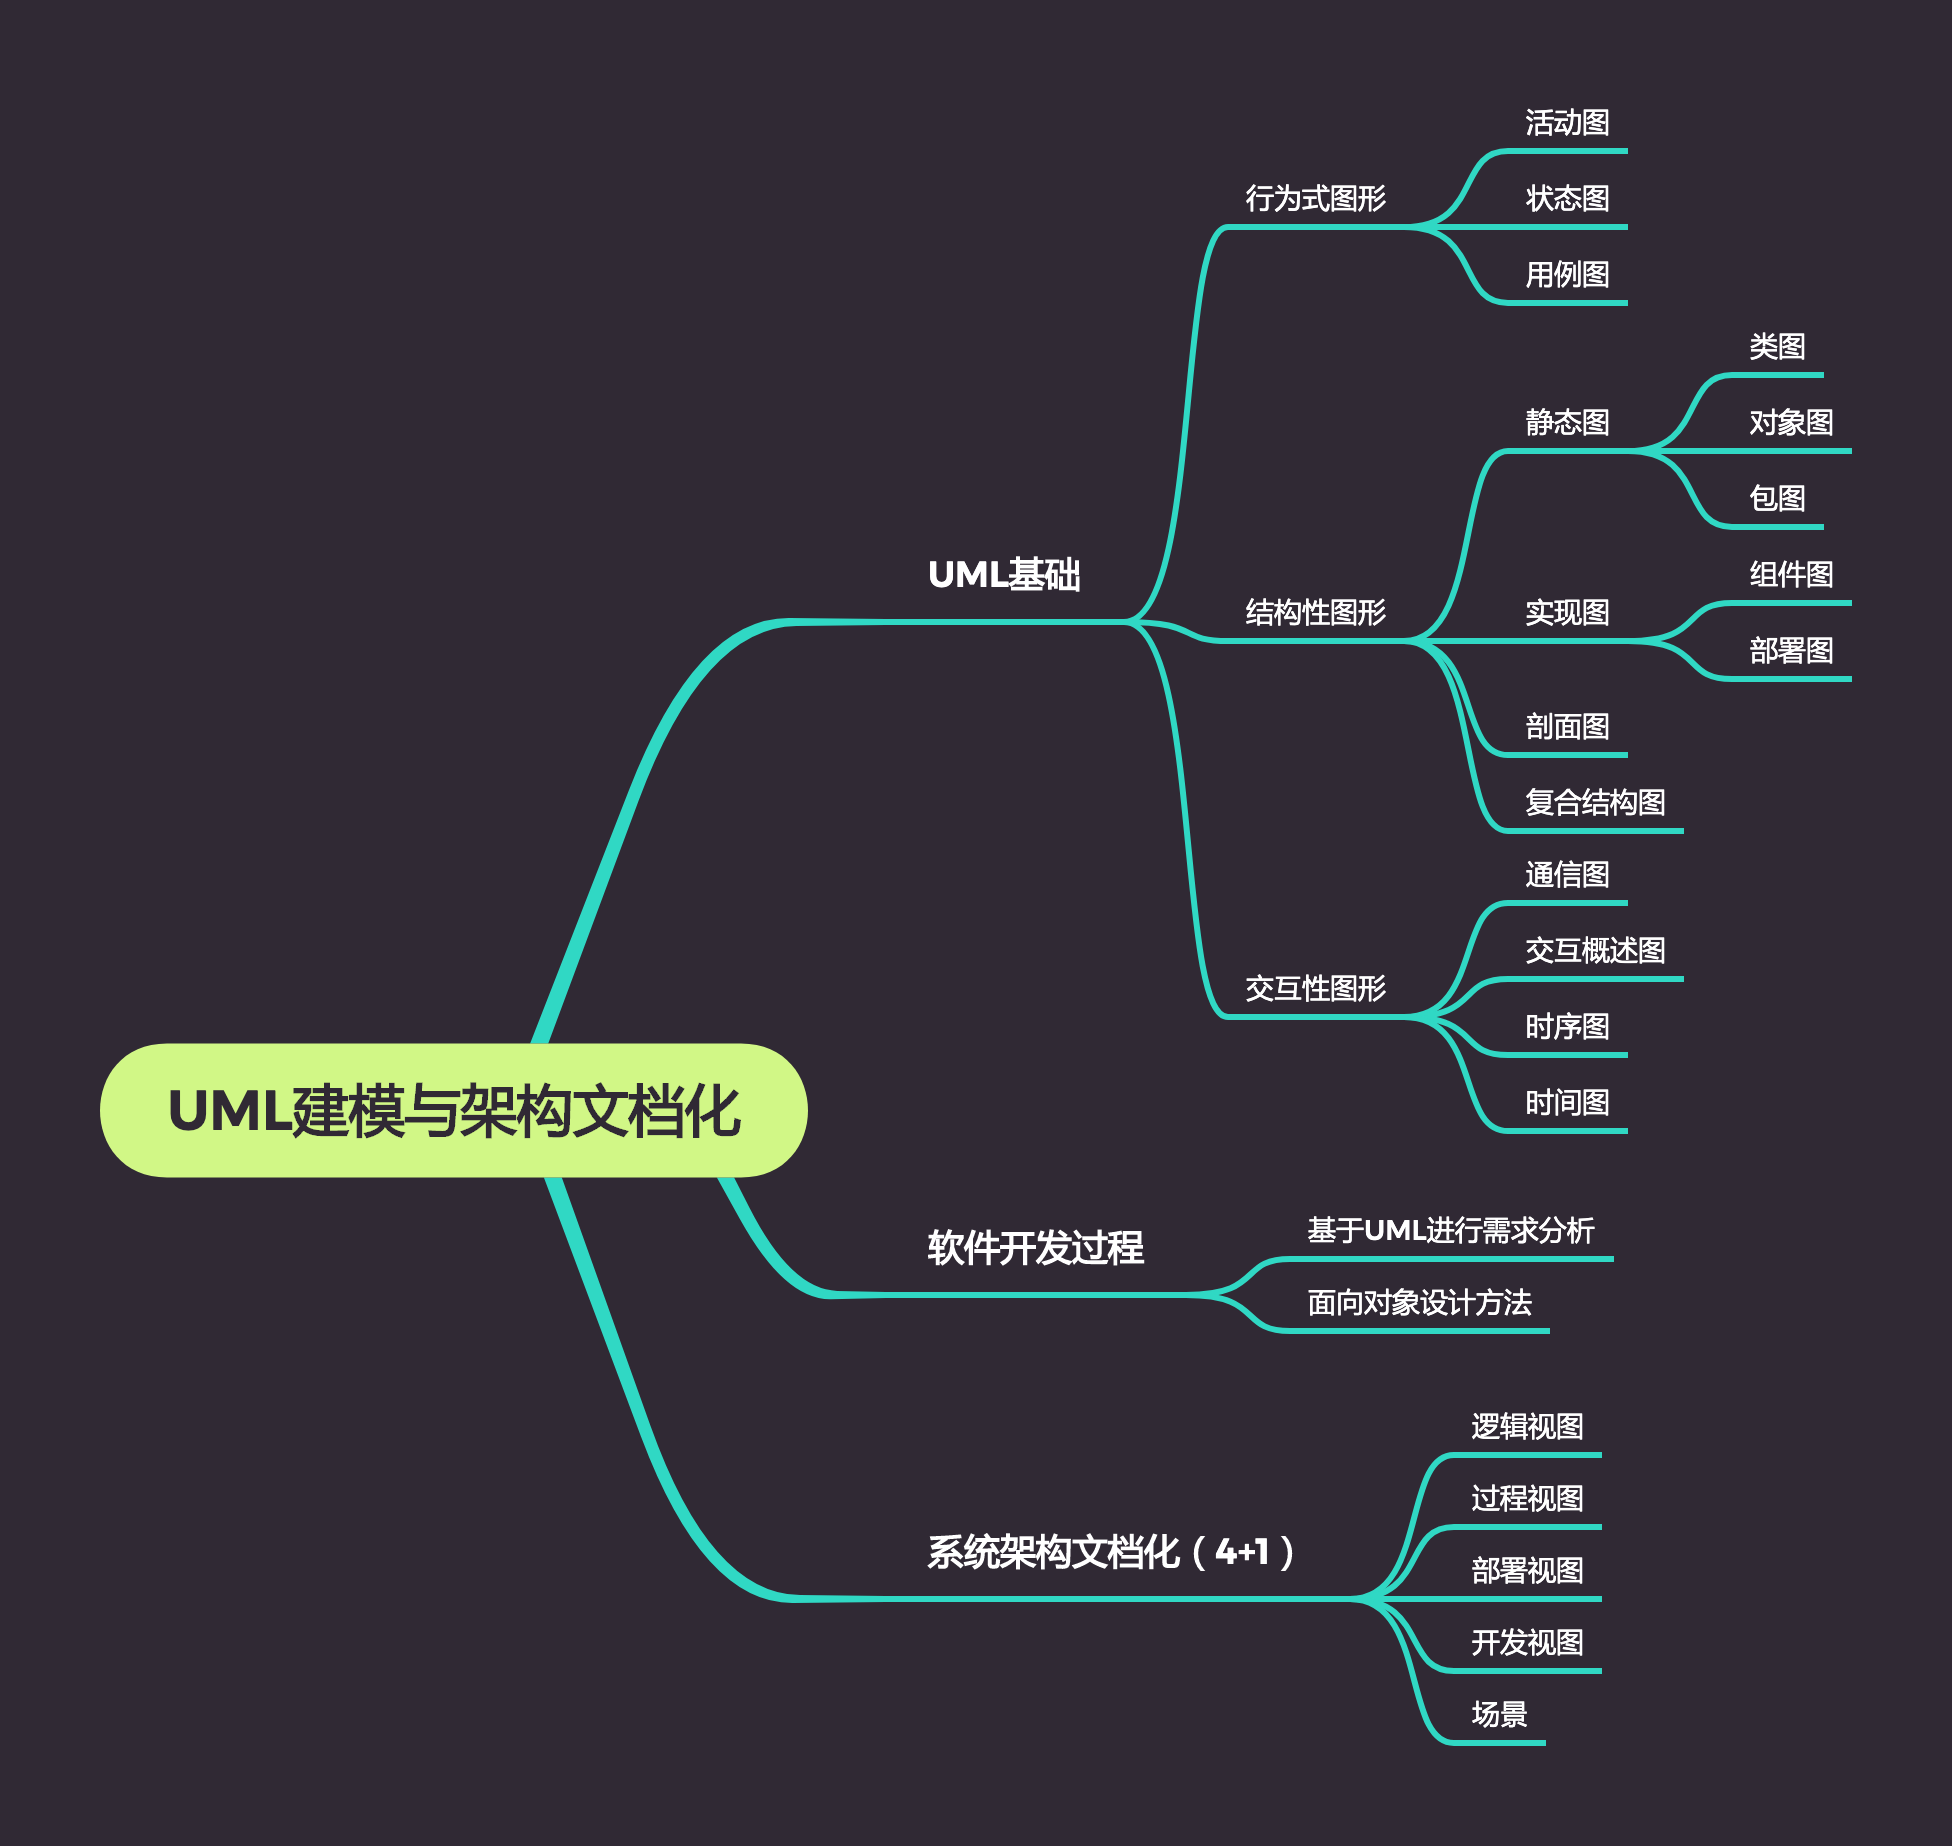 UML建模与架构文档化
UML基础
行为式图形
活动图
状态图
用例图
结构性图形
静态图
类图
对象图
包图
实现图
组件图
部署图
剖面图
复合结构图
交互性图形
通信图
交互概述图
时序图
时间图
软件开发过程
基于UML进行需求分析
面向对象设计方法
系统架构文档化（4+1）
逻辑视图
过程视图
部署视图
开发视图
场景